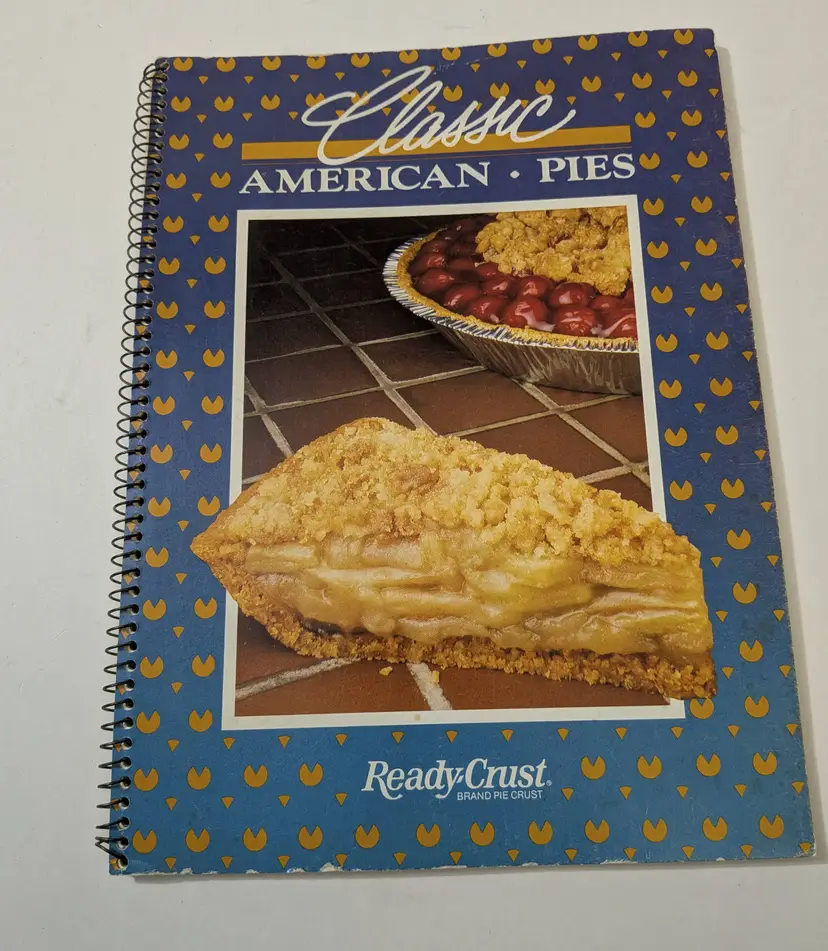 Classic
AMERICAN • PIES
Ready-Crust®
BRAND PIE CRUST